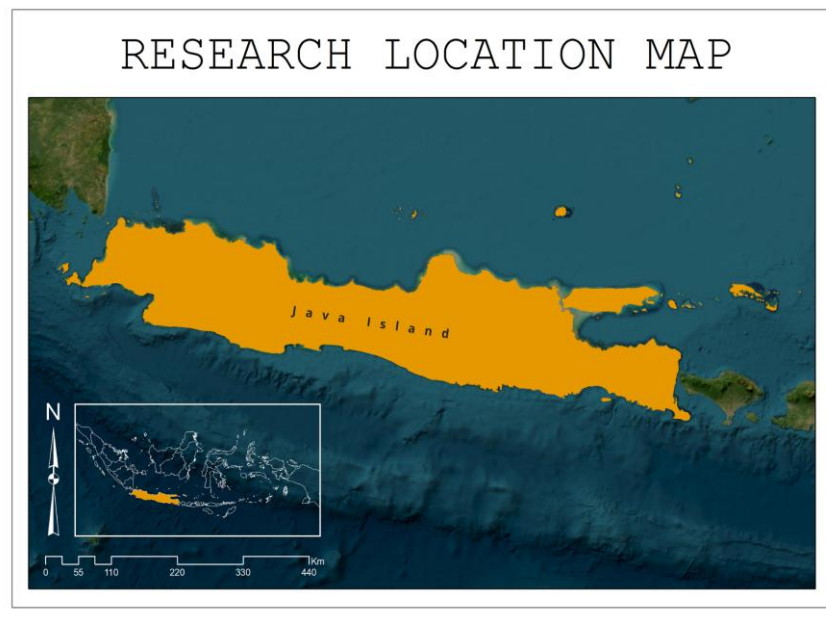 RESEARCH LOCATION MAP
Java Island
N
Km
0 55 110 220 330 440